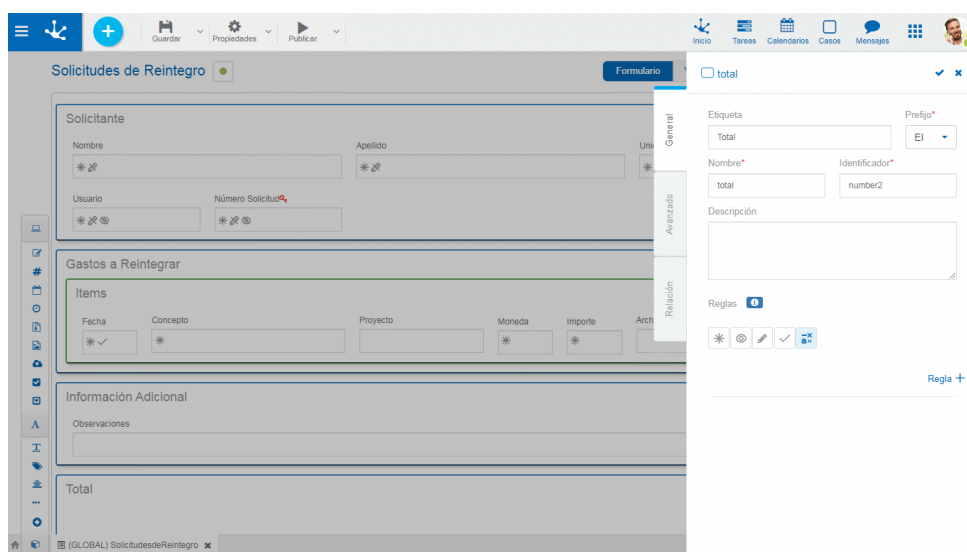 Guardar
Propiedades
Publicar
Inicio
Tareas
Calendarios
Casos
Mensajes
Solicitudes de Reintegro
Formulario
Solicitante
Nombre
Apellido
Usuario
Número Solicitud
Gastos a Reintegrar
Items
Fecha
Concepto
Proyecto
Moneda
Importe
Información Adicional
Observaciones
Total
(GLOBAL) SolicitudesdeReintegro
General
Avanzado
Relación
total
Etiqueta
Prefijo*
Total
El
Nombre*
Identificador*
total
number2
Descripción
Reglas
Regla